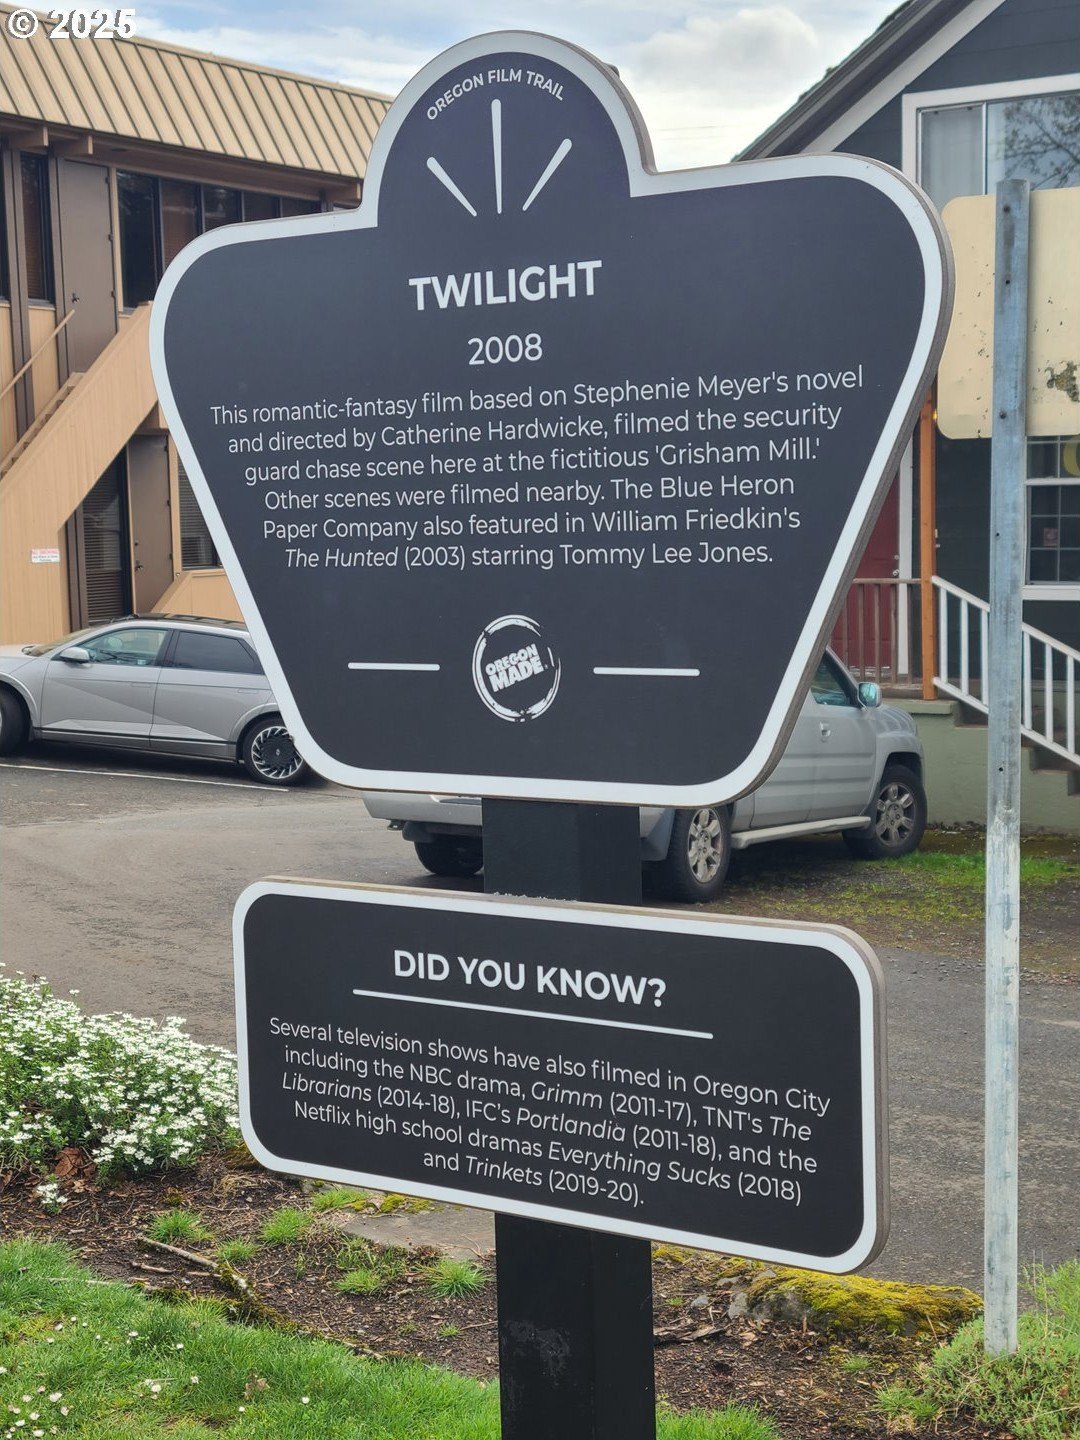 © 2025
OREGON FILM TRAIL
TWILIGHT
2008
This romantic-fantasy film based on Stephenie Meyer's novel
and directed by Catherine Hardwicke, filmed the security
guard chase scene here at the fictitious 'Grisham Mill.'
Other scenes were filmed nearby. The Blue Heron
Paper Company also featured in William Friedkin's
The Hunted (2003) starring Tommy Lee Jones.
OREGON
MADE
DID YOU KNOW?
Several television shows have also filmed in Oregon City
including the NBC drama, Grimm (2011-17), TNT's The
Librarians (2014-18), IFC's Portlandia (2011-18), and the
Netflix high school dramas Everything Sucks (2018)
and Trinkets (2019-20).